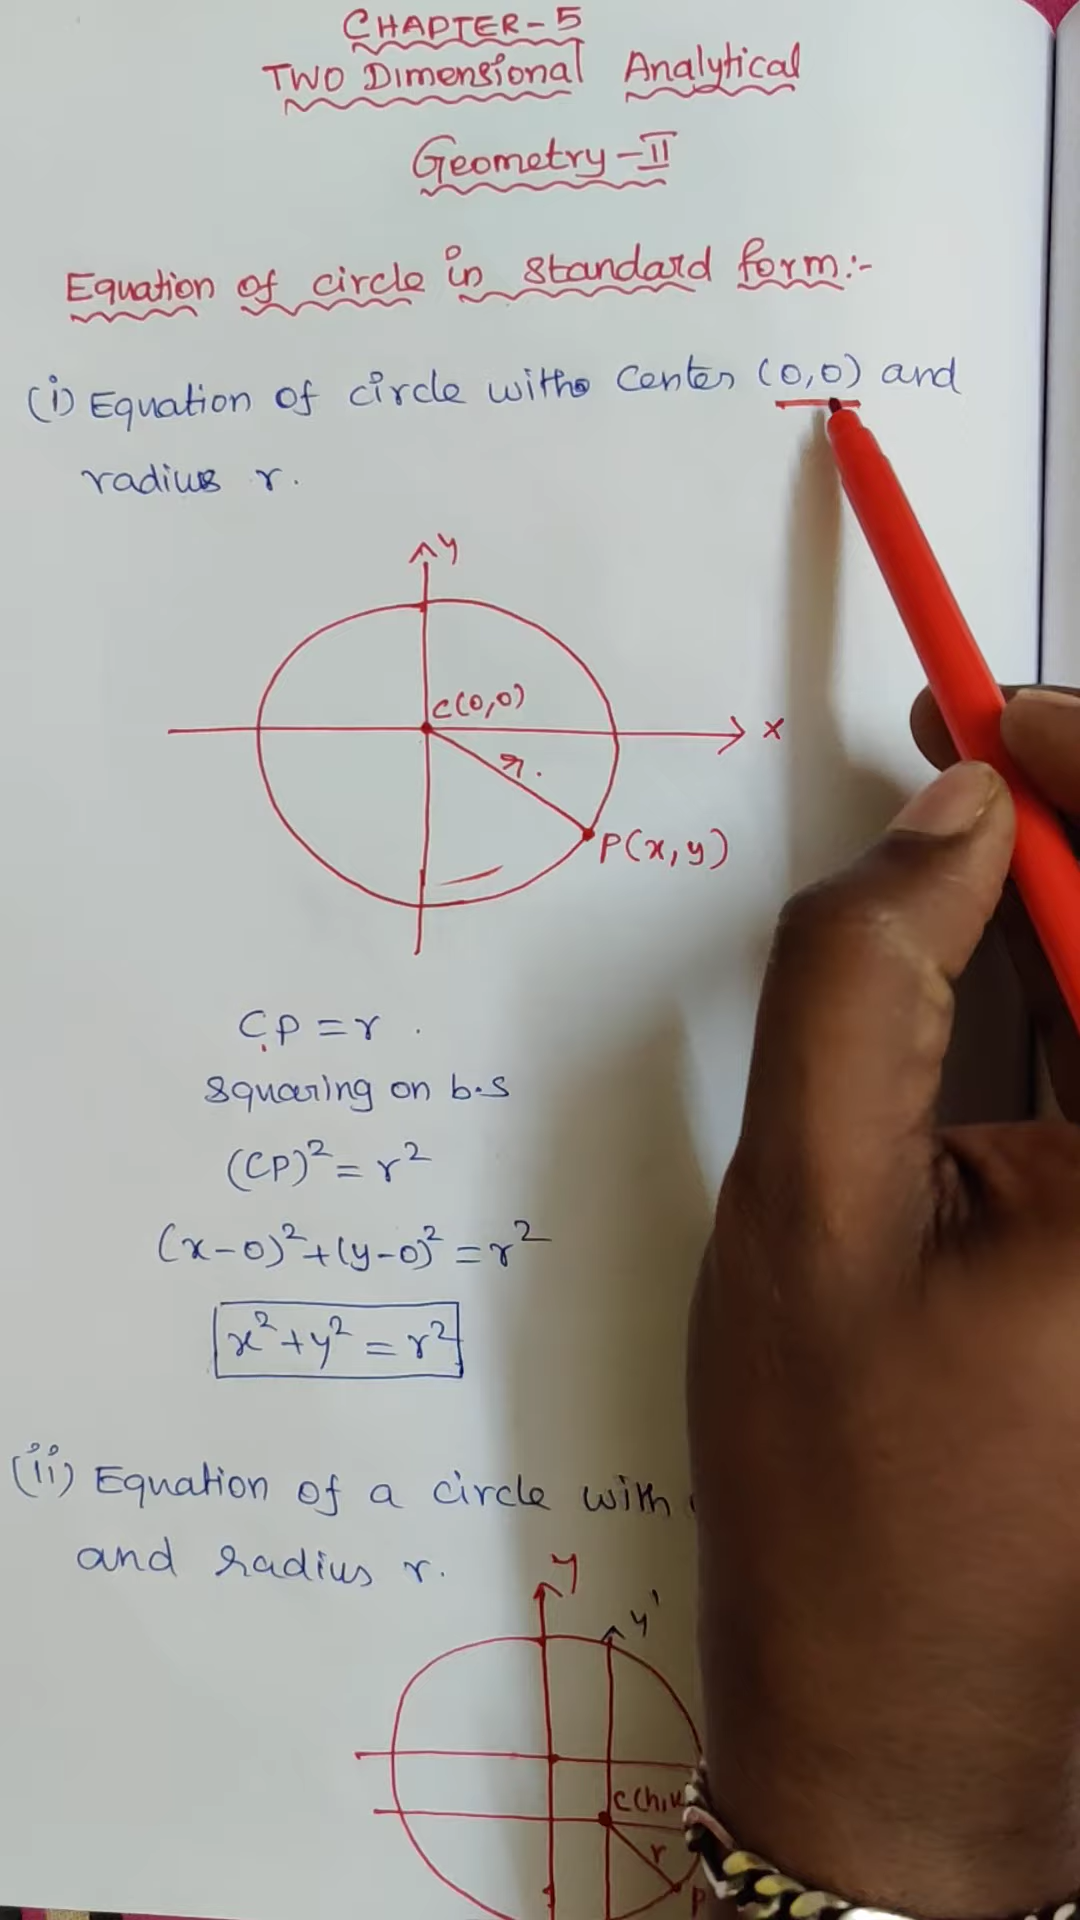 CHAPTER-5
TWO Dimensional Analytical
Geometry-II
Equation of circle in standard form:-
(i) Equation of circle with center (0,0) and
radius r.
y
C(0,0)
x
r.
P(x,y)
CP=r.
Squaring on b.s
(CP)²=r²
(x-0)²+(y-0)²=r²
x²+y²=r²
(ii) Equation of a circle with
and radius r.
y
y'
C(h,k
r
P